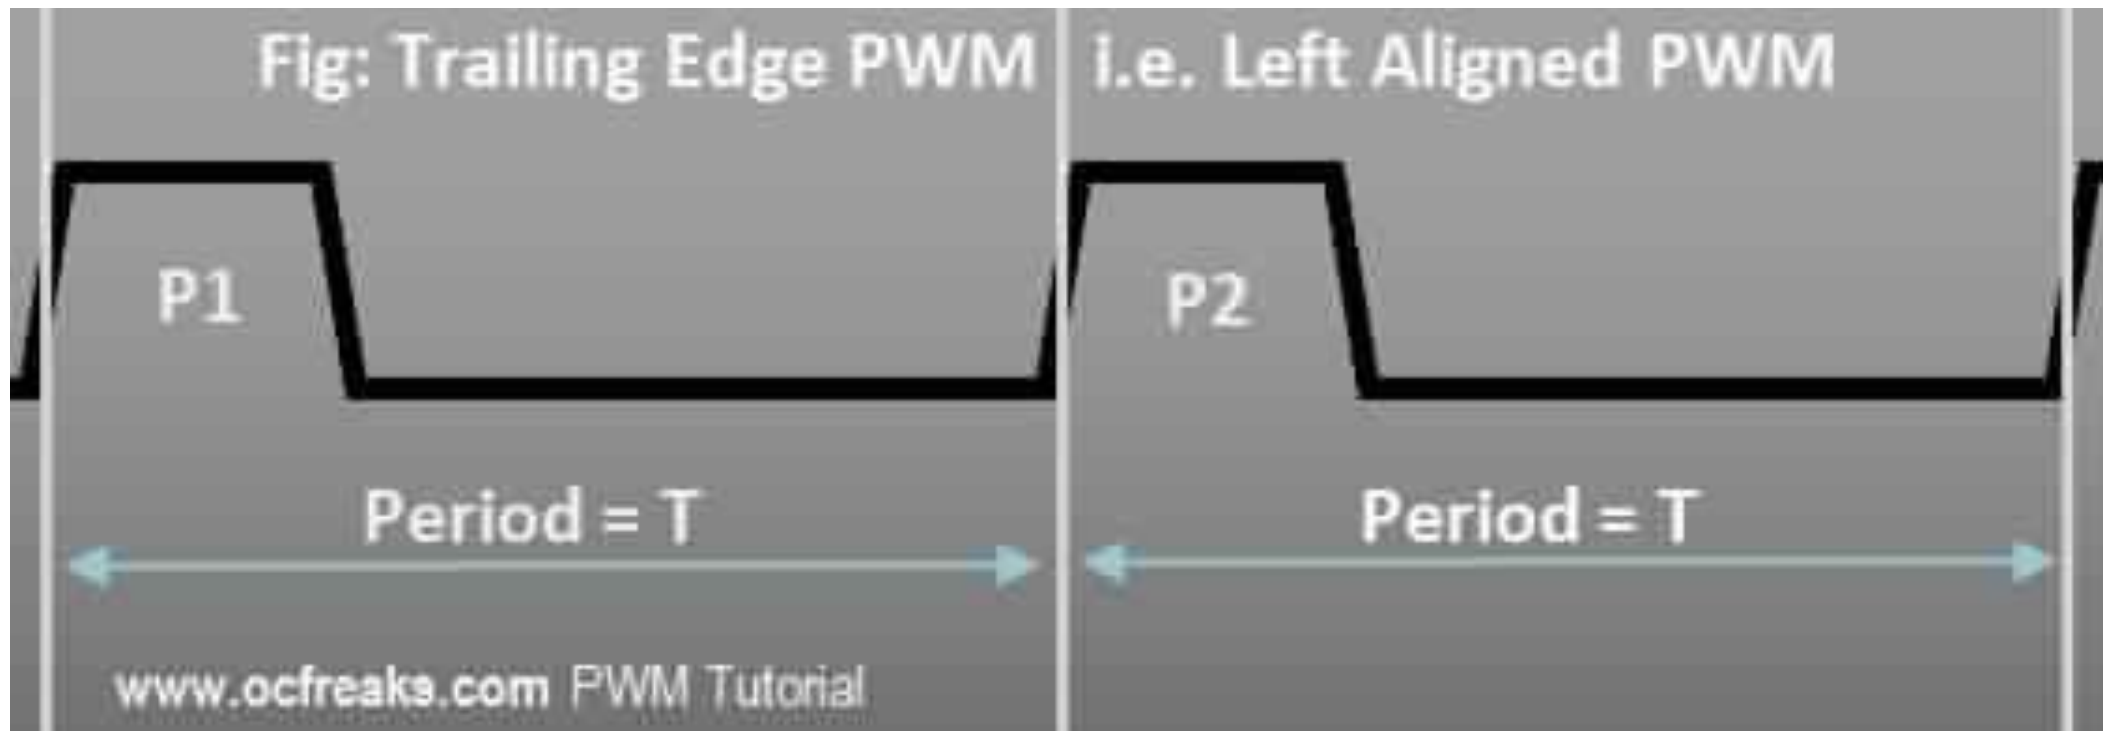 Fig: Trailing Edge PWM i.e. Left Aligned PWM
P1 P2
Period = T Period = T
www.ocfreaks.com PWM Tutorial